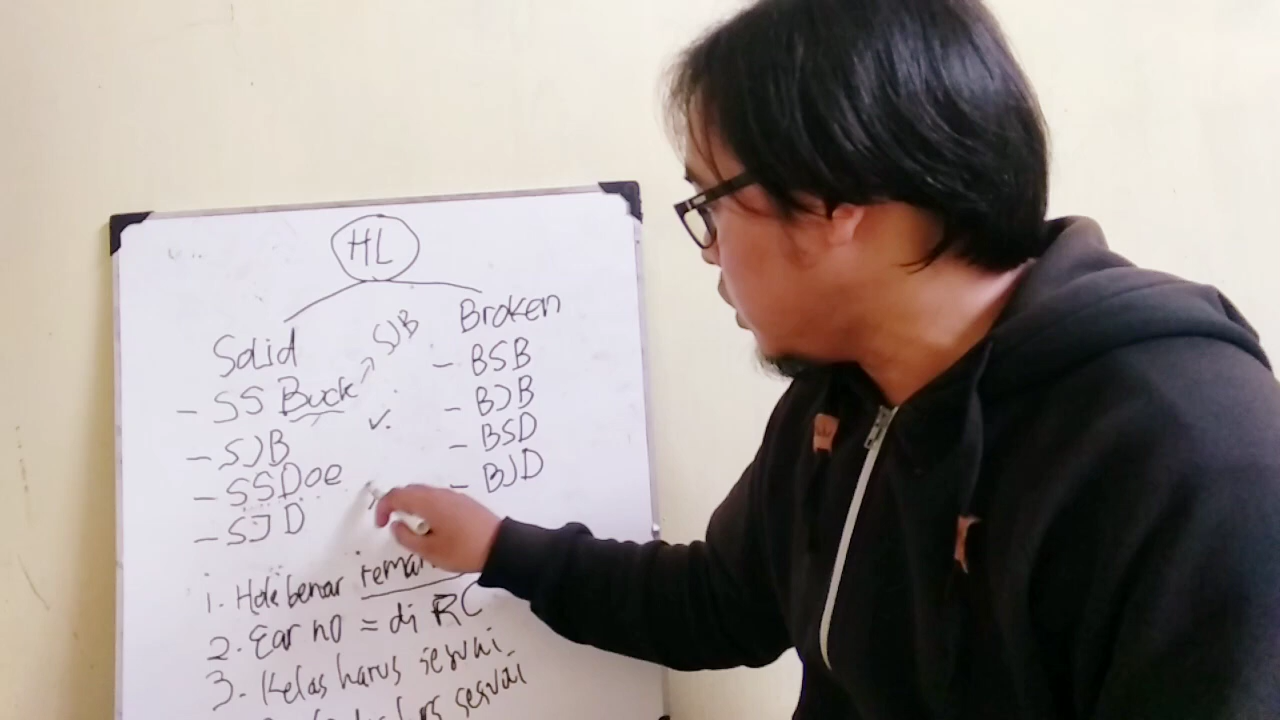 HL
Solid
- SS Buck
SJB
- SJB
- SSDoe
- SJD
Broken
- BSB
- BJB
- BSD
- BJD
1. Hole benar
2. Ear no = di RC
3. Kelas harus sesuai
sesuai